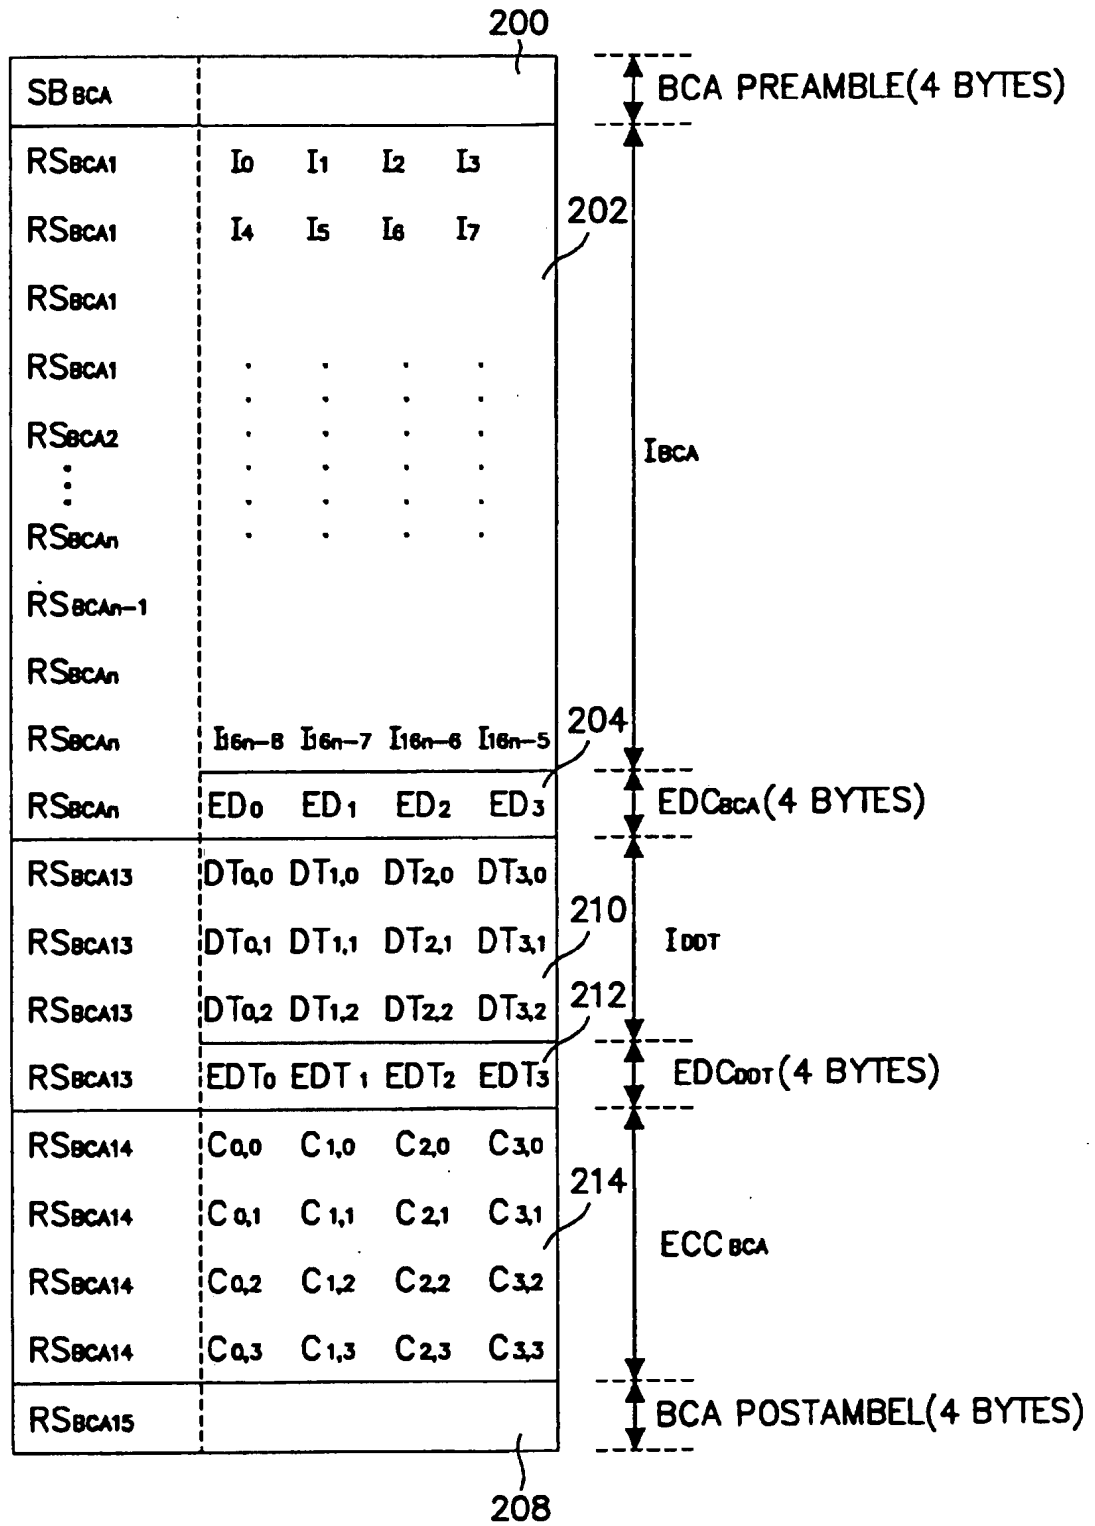 200
SBBCA BCA PREAMBLE(4 BYTES)
RSBCA1 I0 I1 I2 I3
RSBCA1 I4 I5 I6 I7
202
RSBCA1
RSBCA1
RSBCA2
IBCA
RSBCAn
RSBCAn-1
RSBCAn
204
RSBCAn I16n-8 I16n-7 I16n-6 I16n-5
RSBCAn ED0 ED1 ED2 ED3 EDCBCA(4 BYTES)
RSBCA13 DT0,0 DT1,0 DT2,0 DT3,0
210
RSBCA13 DT0,1 DT1,1 DT2,1 DT3,1 IDDT
212
RSBCA13 DT0,2 DT1,2 DT2,2 DT3,2
RSBCA13 EDT0 EDT1 EDT2 EDT3 EDCDDT(4 BYTES)
RSBCA14 C0,0 C1,0 C2,0 C3,0
214
RSBCA14 C0,1 C1,1 C2,1 C3,1
ECCBCA
RSBCA14 C0,2 C1,2 C2,2 C3,2
RSBCA14 C0,3 C1,3 C2,3 C3,3
RSBCA15 BCA POSTAMBEL(4 BYTES)
208